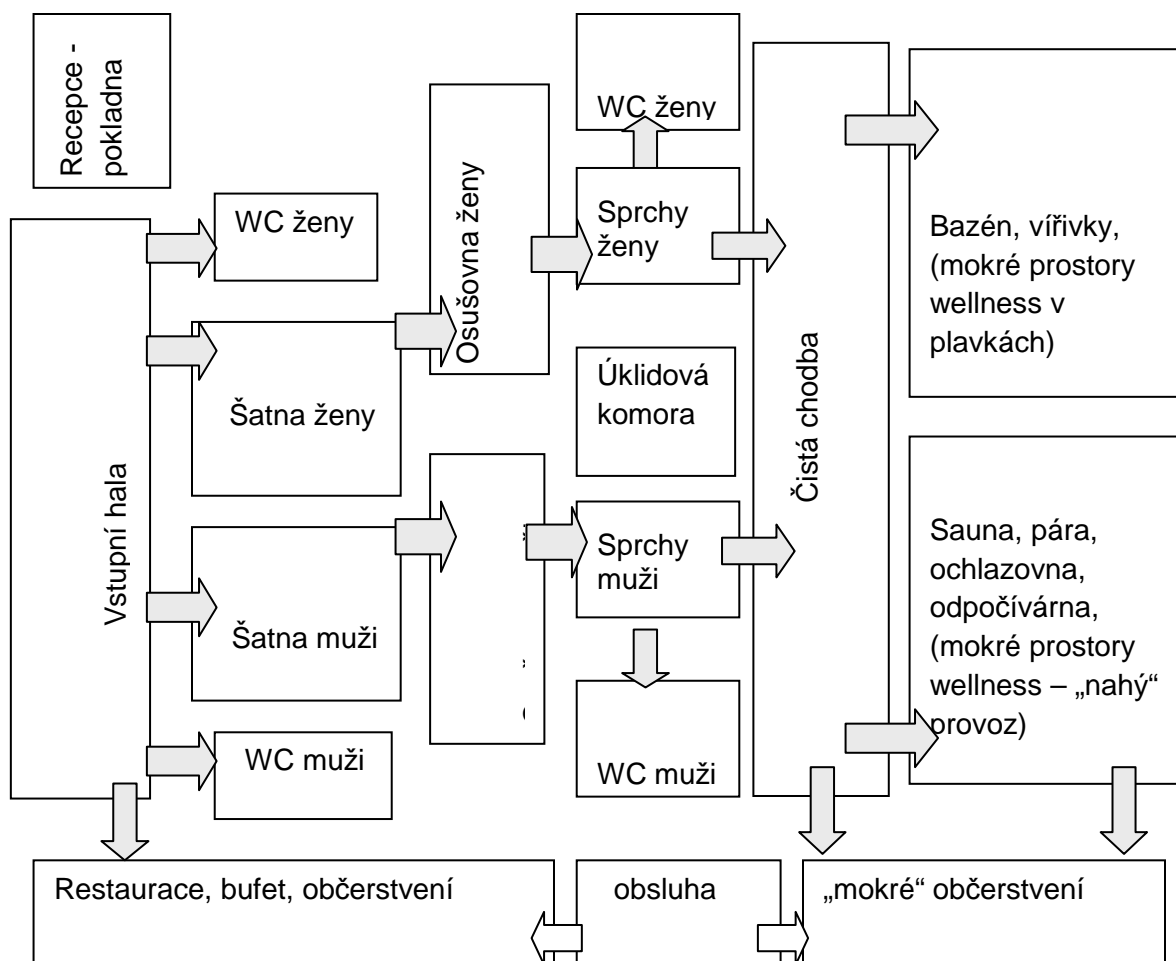 Recepce -
pokladna
WC ženy
WC ženy
Osušovna ženy
Sprchy
ženy
Bazén, vířivky,
(mokré prostory
wellness v
plavkách)
Šatna ženy
Úklidová
komora
Čistá chodba
Vstupní hala
Sprchy
muži
Sauna, pára,
ochlazovna,
odpočívárna,
(mokré prostory
wellness – „nahý“
provoz)
Šatna muži
WC muži
WC muži
Restaurace, bufet, občerstvení
obsluha
„mokré“ občerstvení